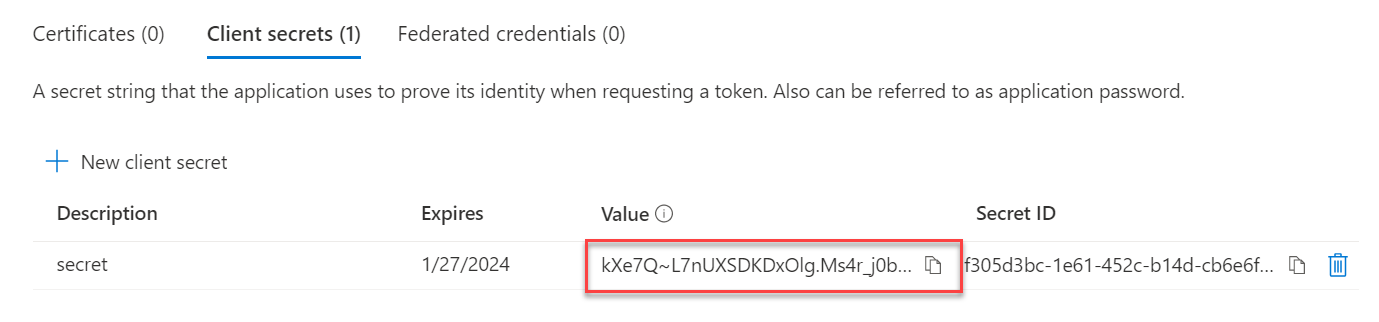 Certificates (0) Client secrets (1) Federated credentials (0)
A secret string that the application uses to prove its identity when requesting a token. Also can be referred to as application password.
New client secret
Description Expires Value Secret ID
secret 1/27/2024 kXe7Q~L7nUXSDKDxOlg.Ms4r_j0b... f305d3bc-1e61-452c-b14d-cb6e6f...